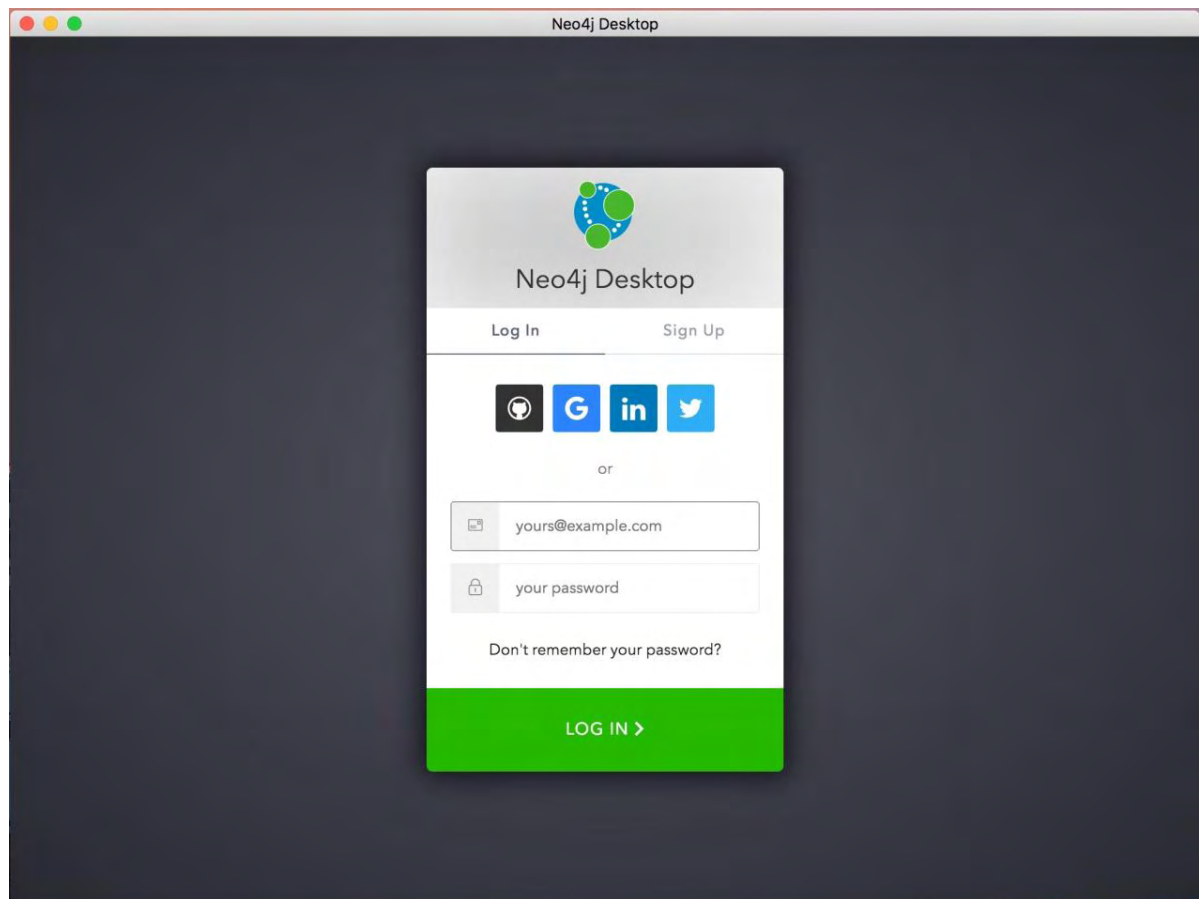 Neo4j Desktop
Neo4j Desktop
Log In Sign Up
G in
or
yours@example.com
your password
Don't remember your password?
LOG IN